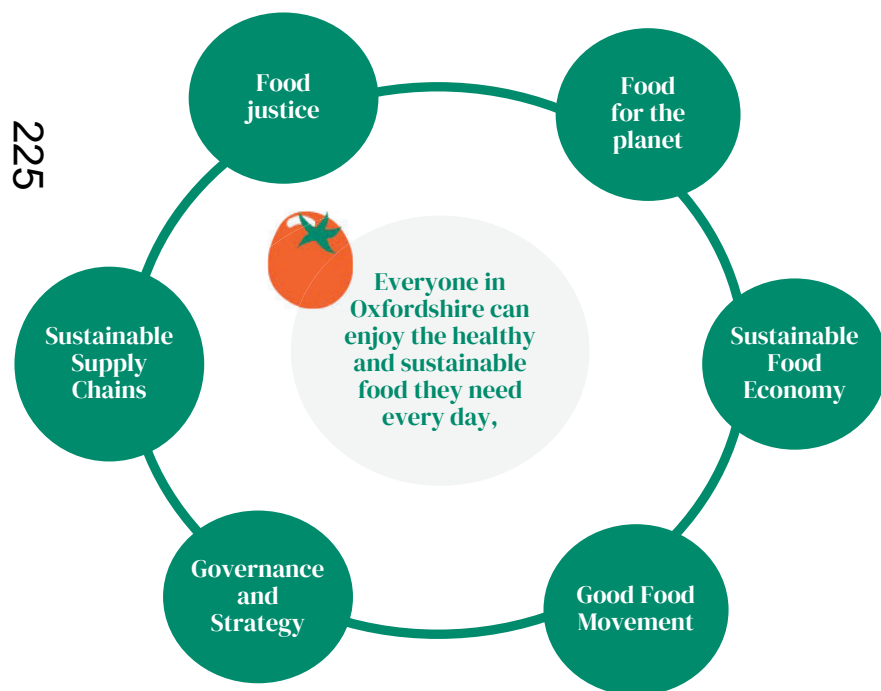 Food
justice
Food
for the
planet
225
Everyone in
Oxfordshire can
enjoy the healthy
and sustainable
food they need
every day,
Sustainable
Supply
Chains
Sustainable
Food
Economy
Governance
and
Strategy
Good Food
Movement